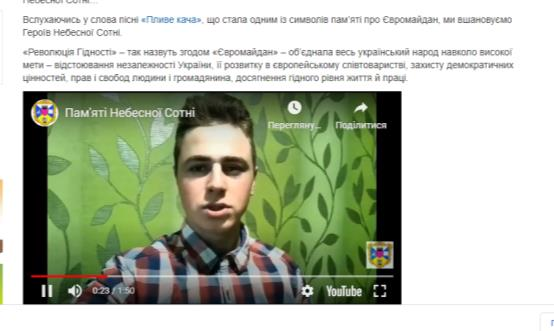 Небесної Сотні...
Вслухаючись у слова пісні «Пливе кача», що стала одним із символів пам'яті про Євромайдан, ми вшановуємо
Героїв Небесної Сотні.
«Революція Гідності» – так назвуть згодом «Євромайдан» – об'єднала весь український народ навколо високої
мети – відстоювання незалежності України, її розвитку в європейському співтоваристві, захисту демократичних
цінностей, прав і свобод людини і громадянина, досягнення гідного рівня життя й праці.
Пам'яті Небесної Сотні
Перегляну...
Поділитися
0:23 / 1:50
YouTube